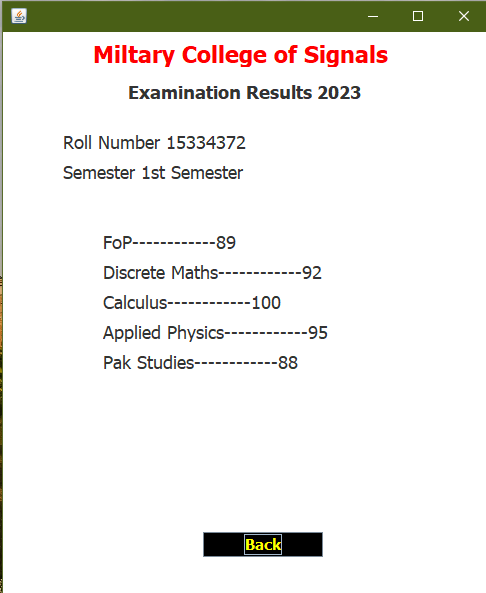 Miltary College of Signals
Examination Results 2023
Roll Number 15334372
Semester 1st Semester
FoP------------89
Discrete Maths------------92
Calculus------------100
Applied Physics------------95
Pak Studies------------88
Back